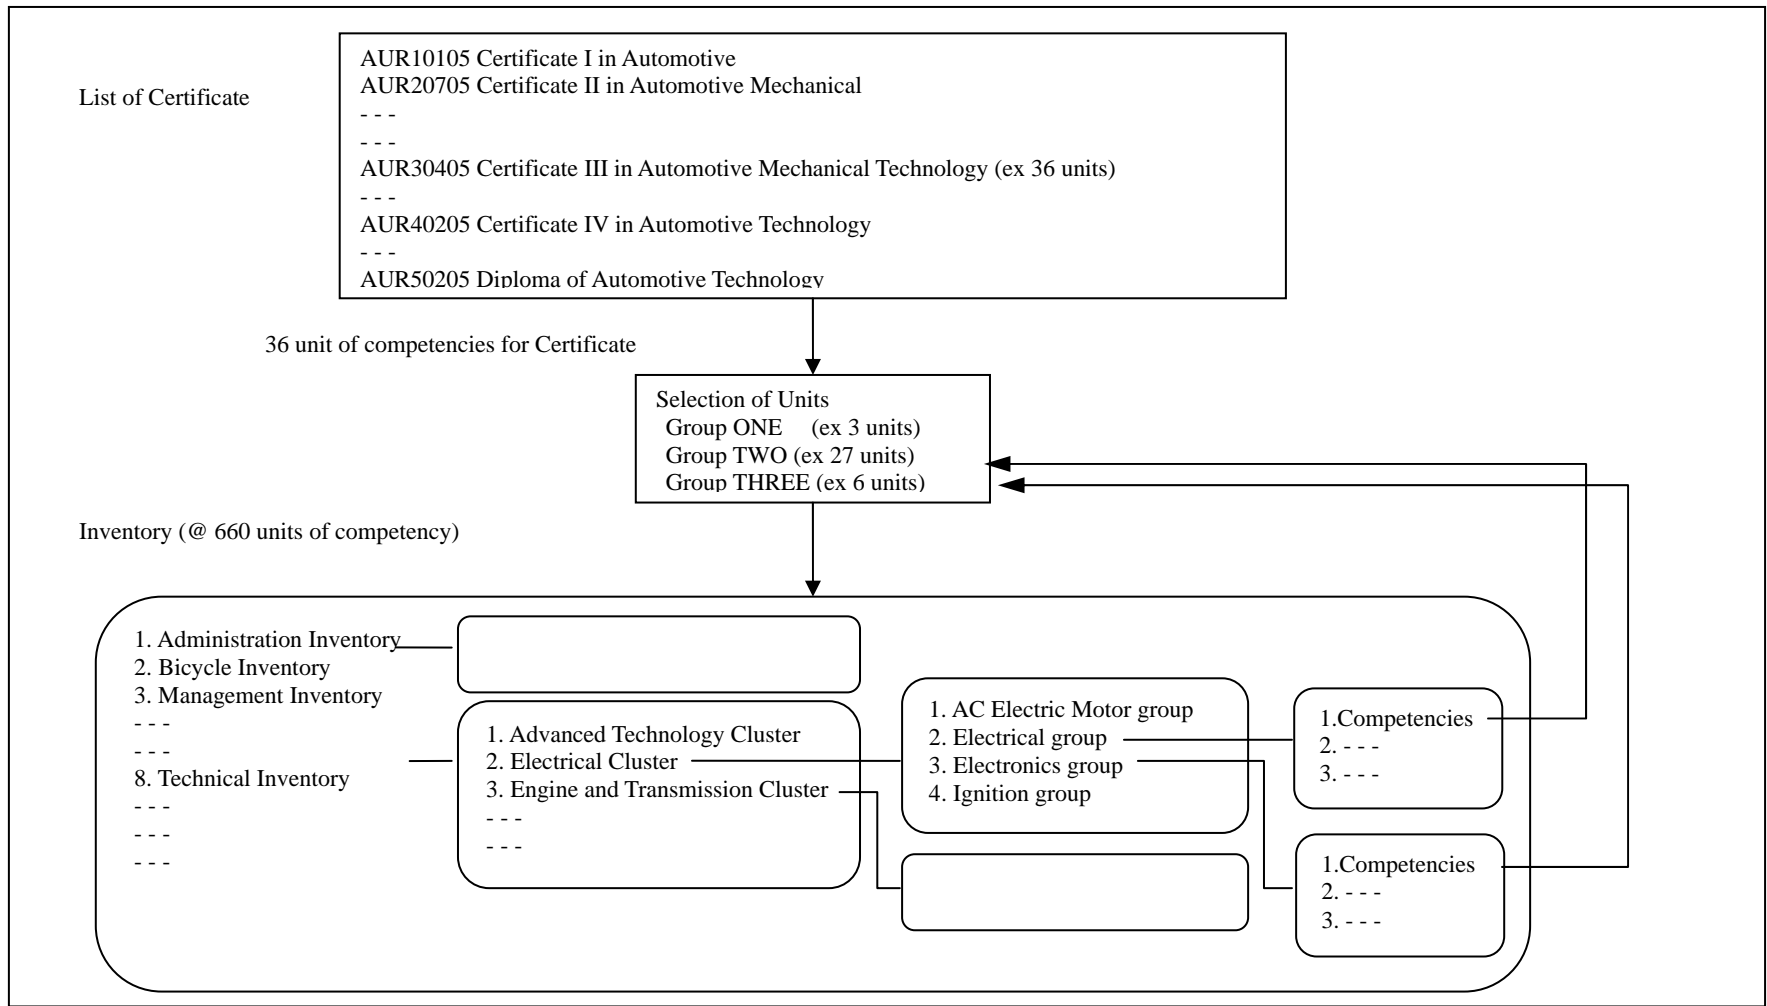 List of Certificate
AUR10105 Certificate I in Automotive
AUR20705 Certificate II in Automotive Mechanical
- - -
- - -
AUR30405 Certificate III in Automotive Mechanical Technology (ex 36 units)
- - -
AUR40205 Certificate IV in Automotive Technology
- - -
AUR50205 Diploma of Automotive Technology
36 unit of competencies for Certificate
Selection of Units
Group ONE (ex 3 units)
Group TWO (ex 27 units)
Group THREE (ex 6 units)
Inventory (@ 660 units of competency)
1. Administration Inventory
2. Bicycle Inventory
3. Management Inventory
- - -
- - -
8. Technical Inventory
- - -
- - -
- - -
1. Advanced Technology Cluster
2. Electrical Cluster
3. Engine and Transmission Cluster
- - -
- - -
1. AC Electric Motor group
2. Electrical group
3. Electronics group
4. Ignition group
1.Competencies
2. - - -
3. - - -
1.Competencies
2. - - -
3. - - -